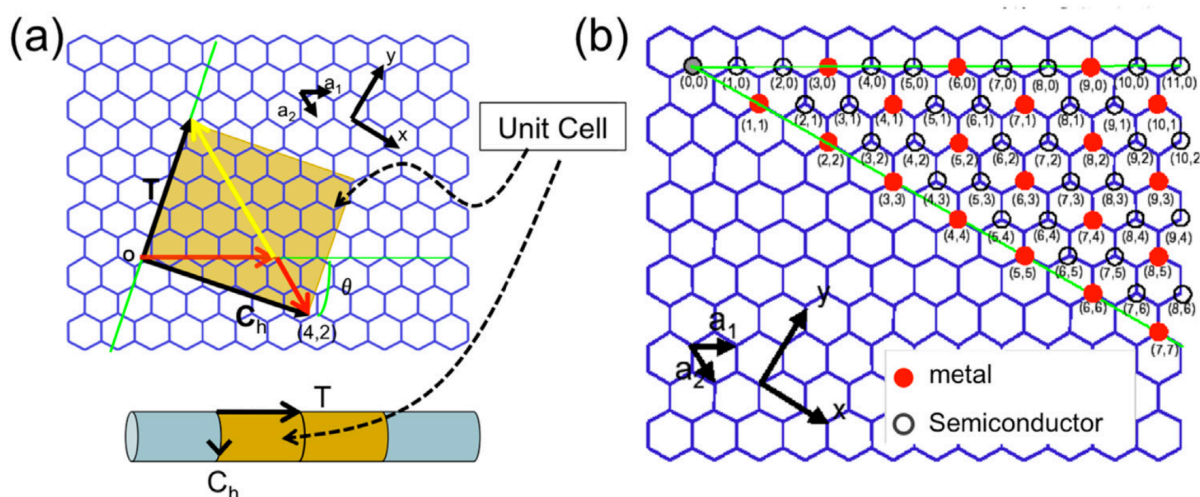 (a)
y
a1
a2
x
Unit Cell
T
o
θ
Ch
(4,2)
T
Ch
(b)
(0,0) (1,0) (2,0) (3,0) (4,0) (5,0) (6,0) (7,0) (8,0) (9,0) (10,0) (11,0)
(1,1) (2,1) (3,1) (4,1) (5,1) (6,1) (7,1) (8,1) (9,1) (10,1
(2,2) (3,2) (4,2) (5,2) (6,2) (7,2) (8,2) (9,2) (10,2
(3,3) (4,3) (5,3) (6,3) (7,3) (8,3) (9,3)
(4,4) (5,4) (6,4) (7,4) (8,4) (9,4)
(5,5) (6,5) (7,5) (8,5)
(6,6) (7,6) (8,6)
(7,7)
y
a1
a2
x
metal
Semiconductor